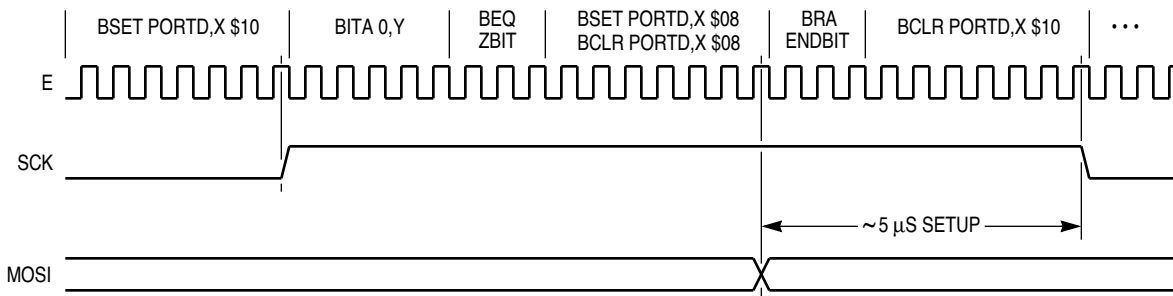 BSET PORTD,X $10
BITA 0,Y
BEQ
ZBIT
BSET PORTD,X $08
BCLR PORTD,X $08
BRA
ENDBIT
BCLR PORTD,X $10
• • •
E
SCK
~5 µS SETUP
MOSI